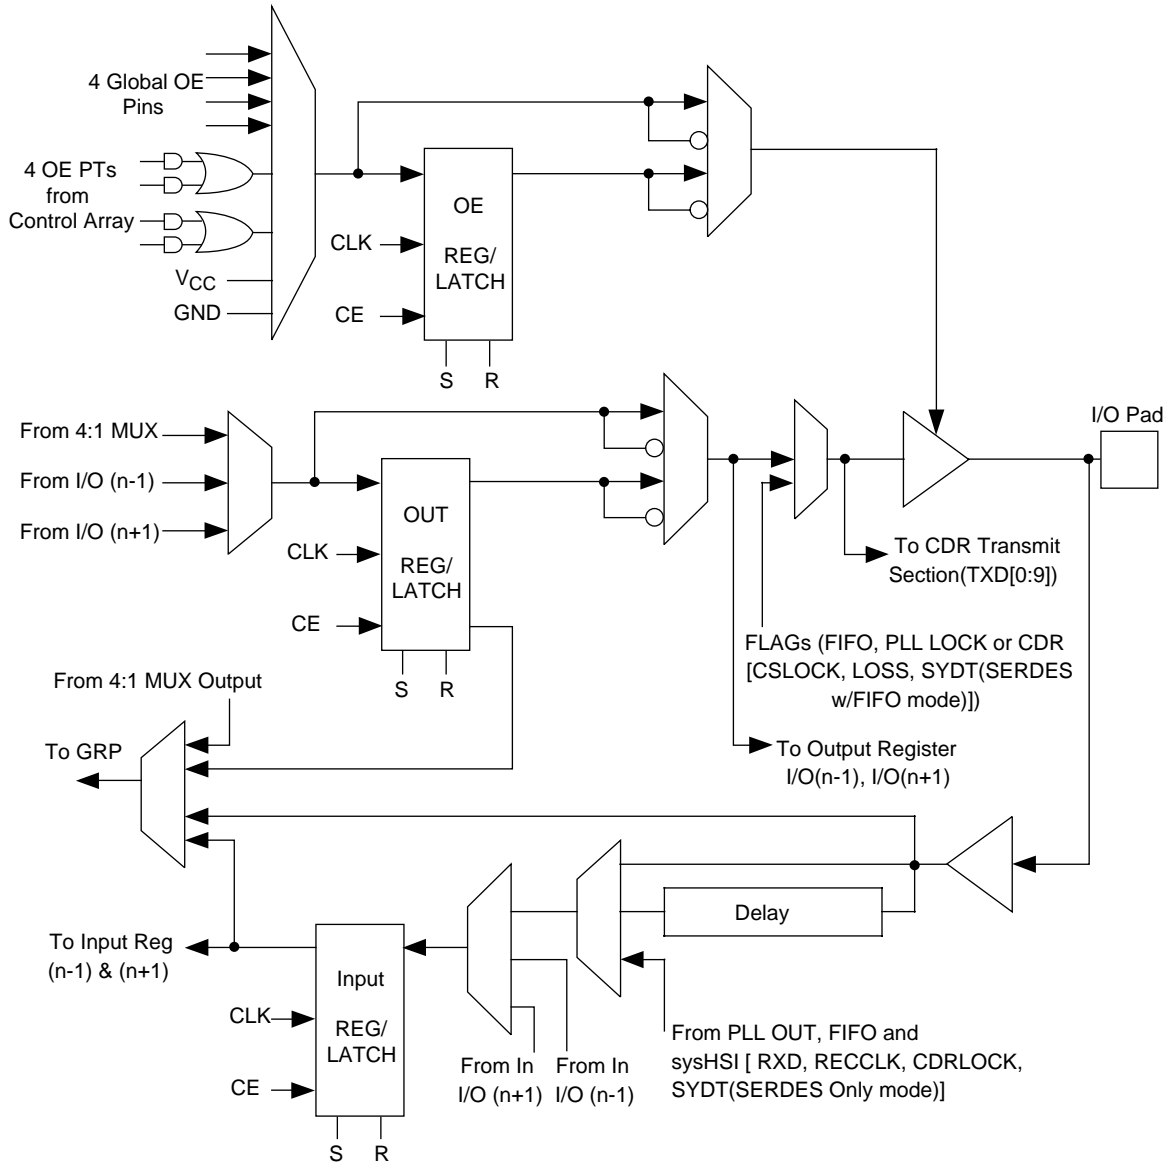 4 Global OE
Pins
4 OE PTs
from
Control Array
VCC
GND
OE
REG/
LATCH
CLK
CE
S
R
From 4:1 MUX
From I/O (n-1)
From I/O (n+1)
OUT
REG/
LATCH
CLK
CE
S
R
I/O Pad
To CDR Transmit
Section(TXD[0:9])
FLAGs (FIFO, PLL LOCK or CDR
[CSLOCK, LOSS, SYDT(SERDES
w/FIFO mode)])
To Output Register
I/O(n-1), I/O(n+1)
From 4:1 MUX Output
To GRP
Delay
To Input Reg
(n-1) & (n+1)
Input
REG/
LATCH
CLK
CE
S
R
From In
I/O (n+1)
From In
I/O (n-1)
From PLL OUT, FIFO and
sysHSI [ RXD, RECCLK, CDRLOCK,
SYDT(SERDES Only mode)]